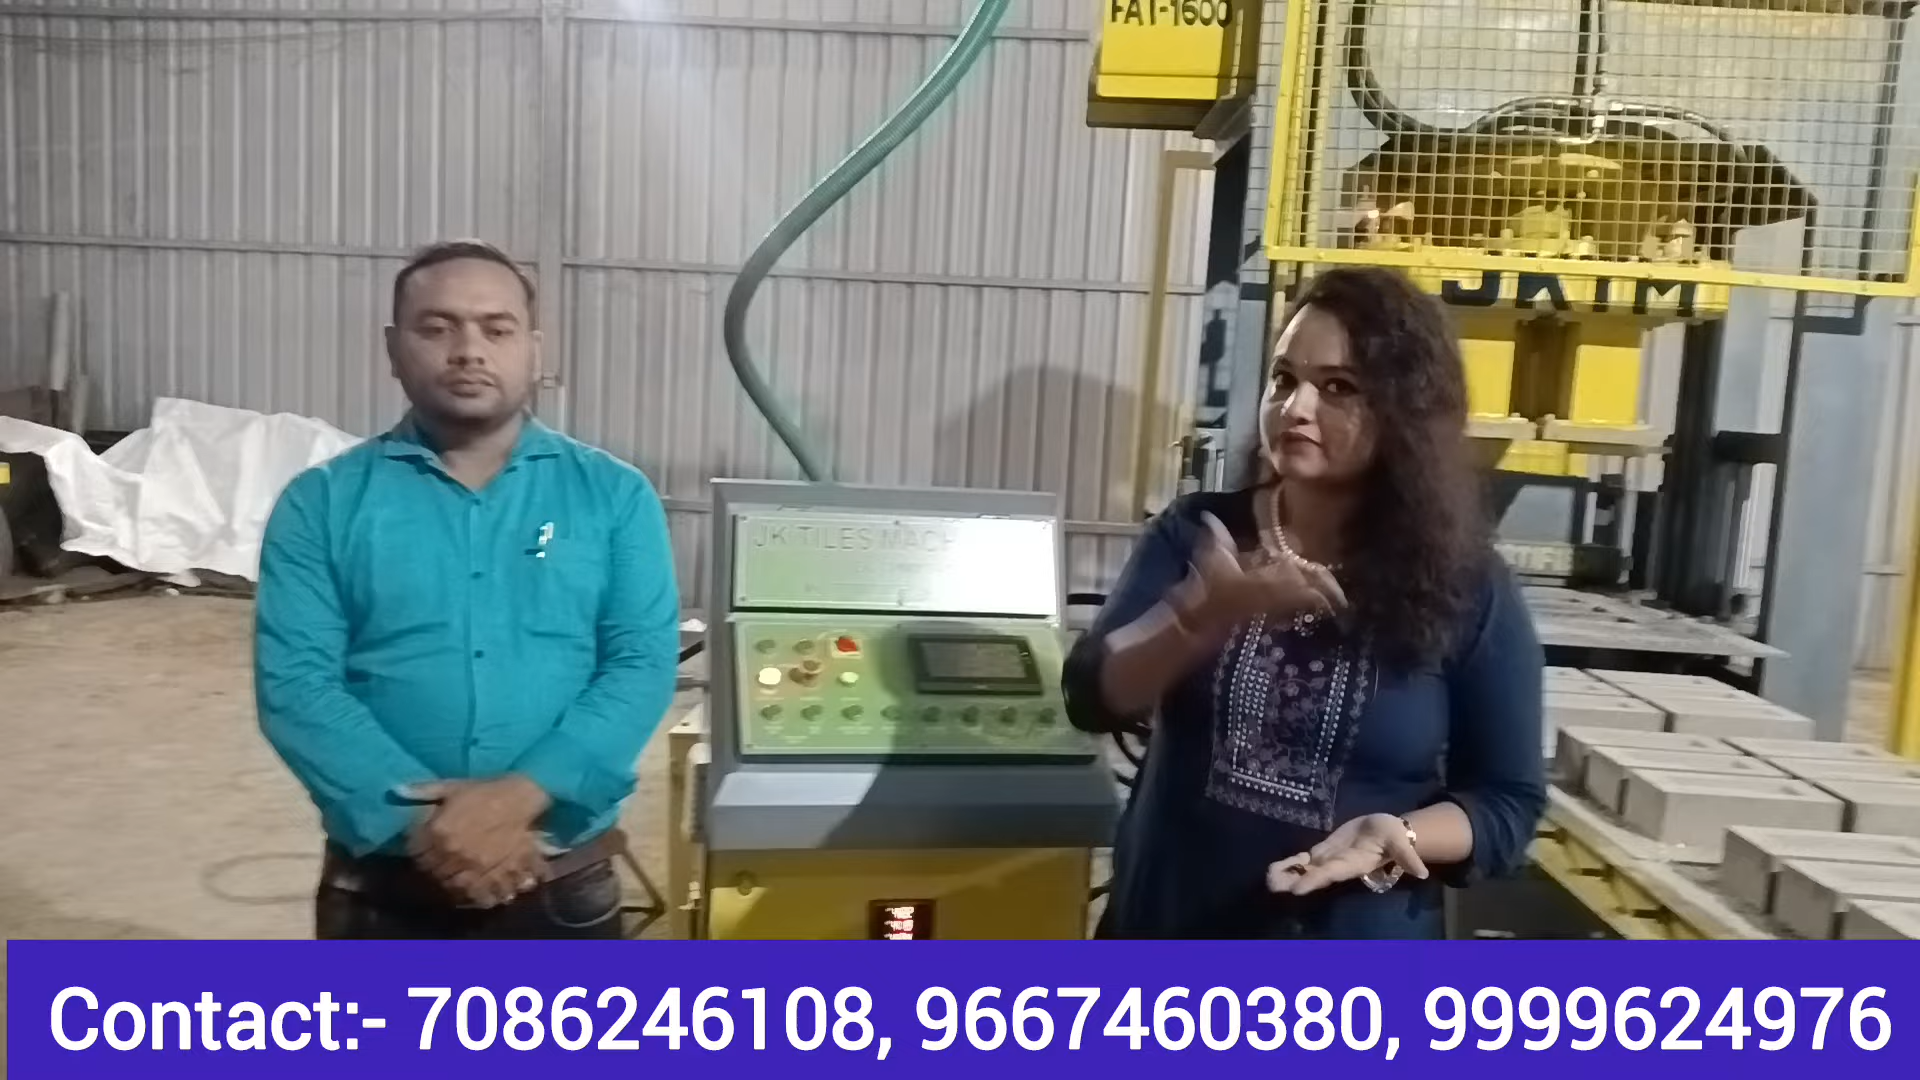 FAT-1600
JKTM
JK TILES MACH
Contact:- 7086246108, 9667460380, 9999624976